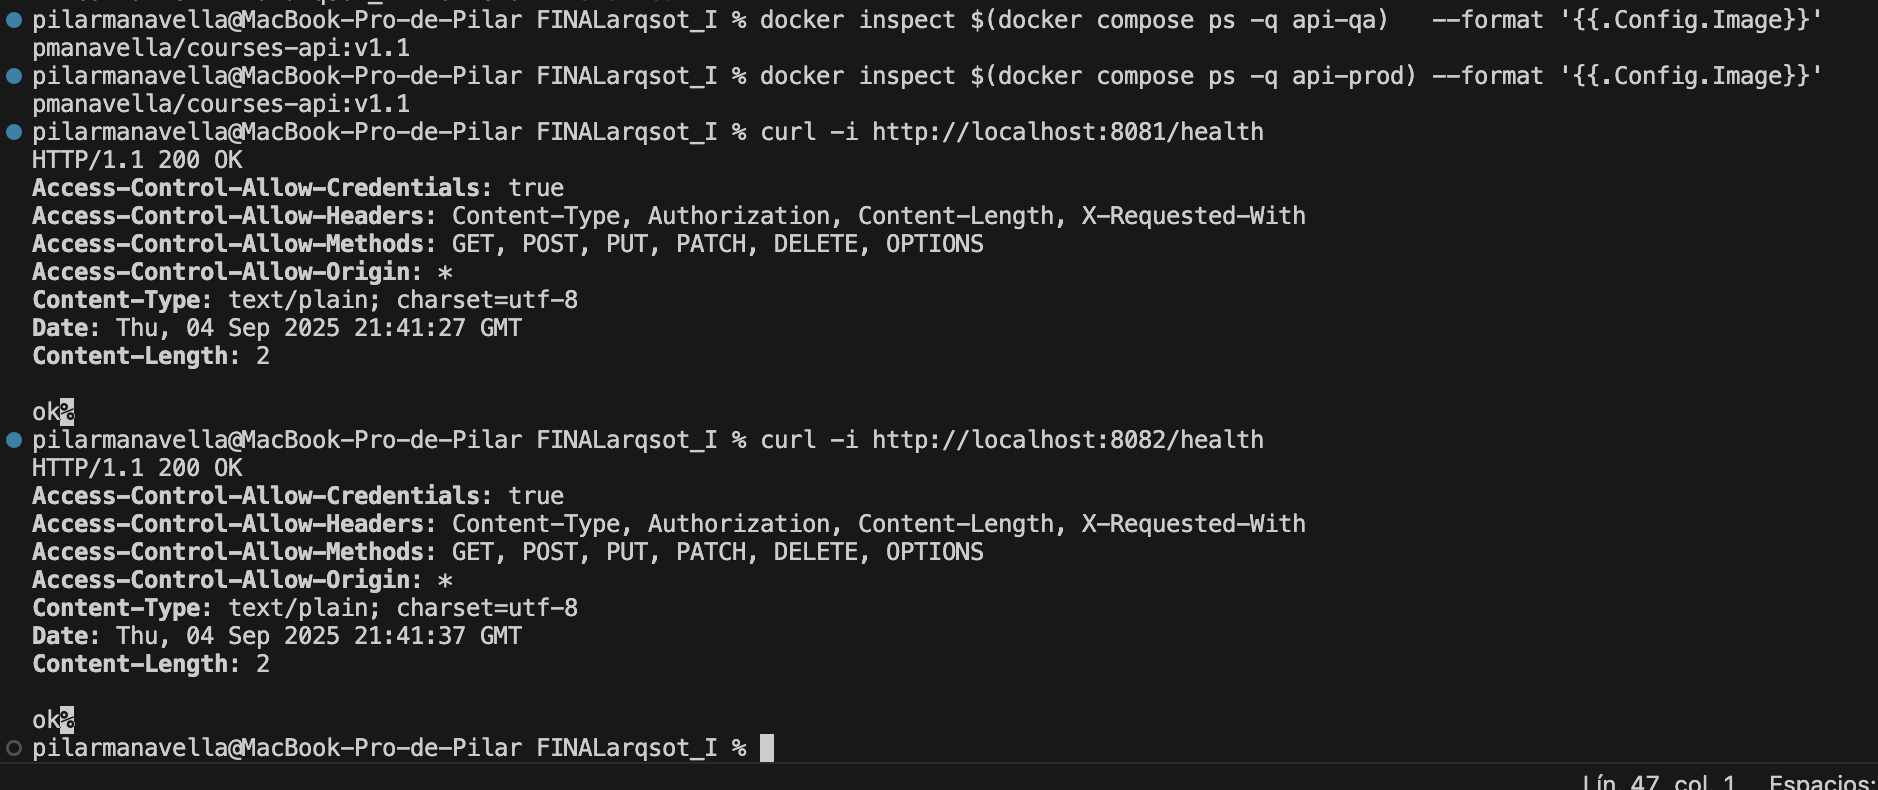 pilarmanavella@MacBook-Pro-de-Pilar FINALarqsot_I % docker inspect $(docker compose ps -q api-qa)   --format '{{.Config.Image}}'
pmanavella/courses-api:v1.1
pilarmanavella@MacBook-Pro-de-Pilar FINALarqsot_I % docker inspect $(docker compose ps -q api-prod) --format '{{.Config.Image}}'
pmanavella/courses-api:v1.1
pilarmanavella@MacBook-Pro-de-Pilar FINALarqsot_I % curl -i http://localhost:8081/health
HTTP/1.1 200 OK
Access-Control-Allow-Credentials: true
Access-Control-Allow-Headers: Content-Type, Authorization, Content-Length, X-Requested-With
Access-Control-Allow-Methods: GET, POST, PUT, PATCH, DELETE, OPTIONS
Access-Control-Allow-Origin: *
Content-Type: text/plain; charset=utf-8
Date: Thu, 04 Sep 2025 21:41:27 GMT
Content-Length: 2
ok%
pilarmanavella@MacBook-Pro-de-Pilar FINALarqsot_I % curl -i http://localhost:8082/health
HTTP/1.1 200 OK
Access-Control-Allow-Credentials: true
Access-Control-Allow-Headers: Content-Type, Authorization, Content-Length, X-Requested-With
Access-Control-Allow-Methods: GET, POST, PUT, PATCH, DELETE, OPTIONS
Access-Control-Allow-Origin: *
Content-Type: text/plain; charset=utf-8
Date: Thu, 04 Sep 2025 21:41:37 GMT
Content-Length: 2
ok%
pilarmanavella@MacBook-Pro-de-Pilar FINALarqsot_I %
Lín. 47, col. 1 Espacios: